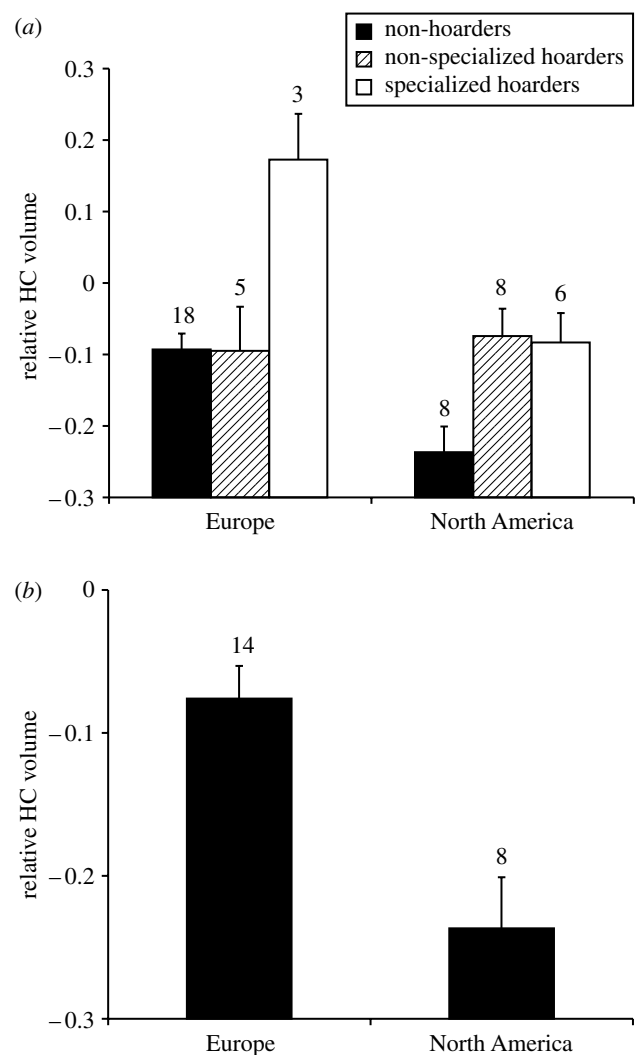 (a)
non-hoarders
non-specialized hoarders
specialized hoarders
relative HC volume
0.3
0.2
0.1
0
–0.1
–0.2
–0.3
18
5
3
8
8
6
Europe
North America
(b)
relative HC volume
0
–0.1
–0.2
–0.3
14
8
Europe
North America